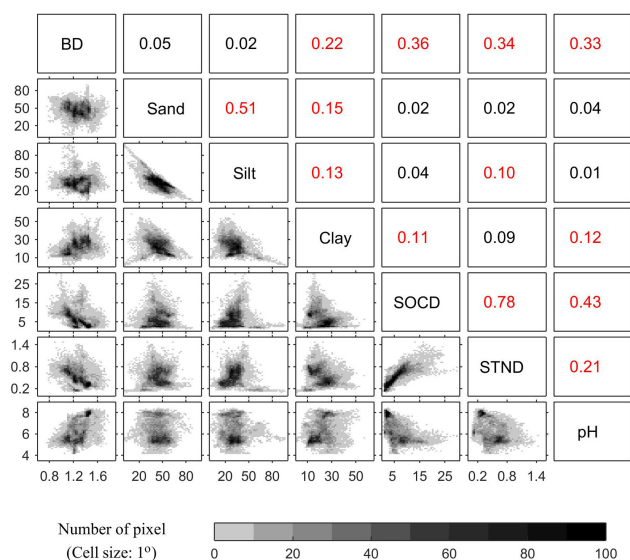 BD 0.05 0.02 0.22 0.36 0.34 0.33
80 50 20 Sand 0.51 0.15 0.02 0.02 0.04
80 50 20 Silt 0.13 0.04 0.10 0.01
50 30 10 Clay 0.11 0.09 0.12
25 15 5 SOCD 0.78 0.43
1.4 0.8 0.2 STND 0.21
8 6 4 pH
0.8 1.2 1.6 20 50 80 20 50 80 10 30 50 5 15 25 0.2 0.8 1.4
Number of pixel
(Cell size: 1º)
0 20 40 60 80 100